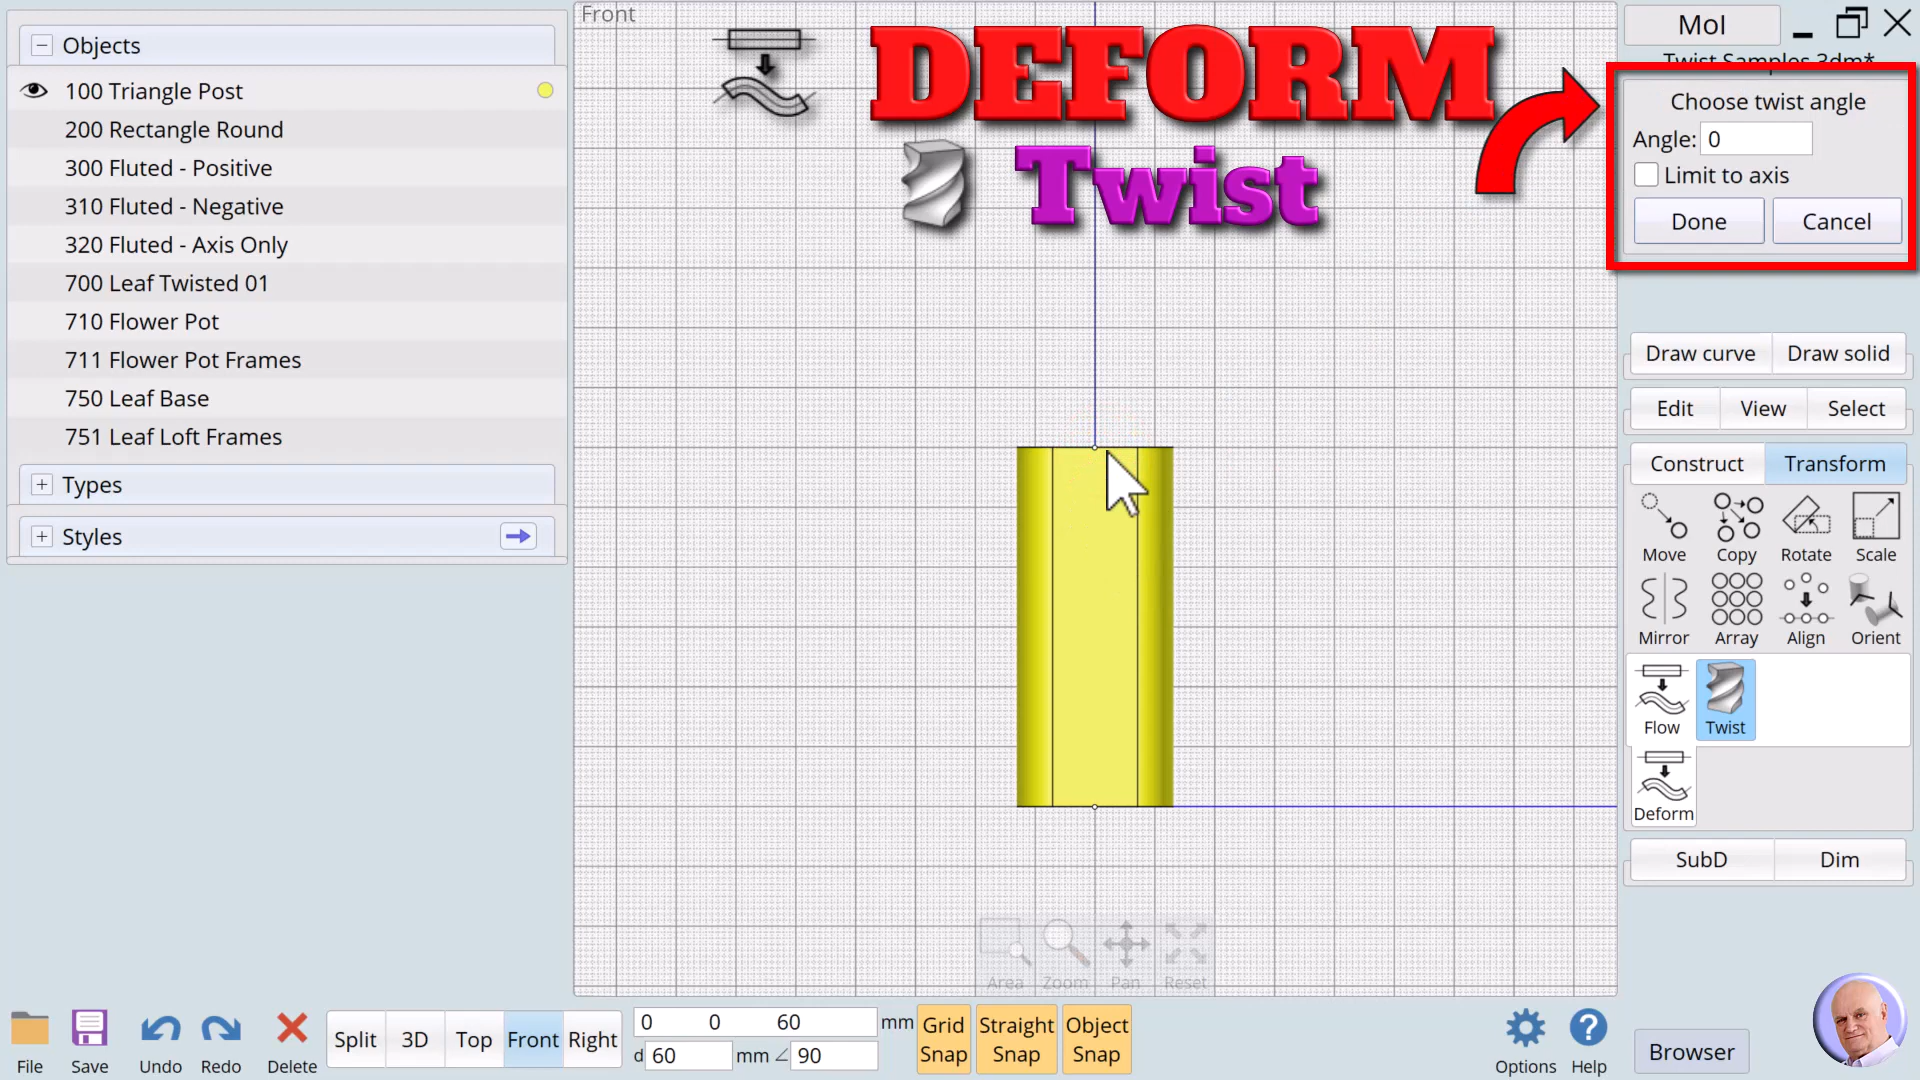 Objects
100 Triangle Post
200 Rectangle Round
300 Fluted - Positive
310 Fluted - Negative
320 Fluted - Axis Only
700 Leaf Twisted 01
710 Flower Pot
711 Flower Pot Frames
750 Leaf Base
751 Leaf Loft Frames
Types
Styles
Front
DEFORM
Twist
MoI
Twist Samples.3dm*
Choose twist angle
Angle: 0
Limit to axis
Done Cancel
Draw curve Draw solid
Edit View Select
Construct Transform
Move Copy Rotate Scale
Mirror Array Align Orient
Flow Twist
Deform
SubD Dim
Area Zoom Pan Reset
File Save Undo Redo Delete
Split 3D Top Front Right
0 0 60 mm
d 60 mm ∠ 90
Grid Snap
Straight Snap
Object Snap
Options Help
Browser